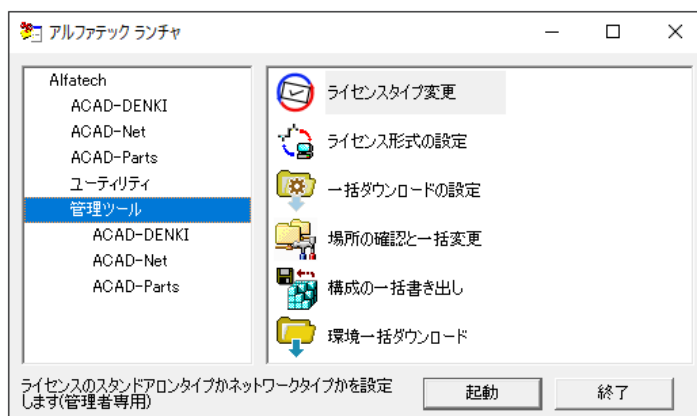 アルファテック ランチャ
Alfatech
ACAD-DENKI
ACAD-Net
ACAD-Parts
ユーティリティ
管理ツール
ACAD-DENKI
ACAD-Net
ACAD-Parts
ライセンスタイプ変更
ライセンス形式の設定
一括ダウンロードの設定
場所の確認と一括変更
構成の一括書き出し
環境一括ダウンロード
ライセンスのスタンドアロンタイプかネットワークタイプかを設定
します(管理者専用)
起動
終了